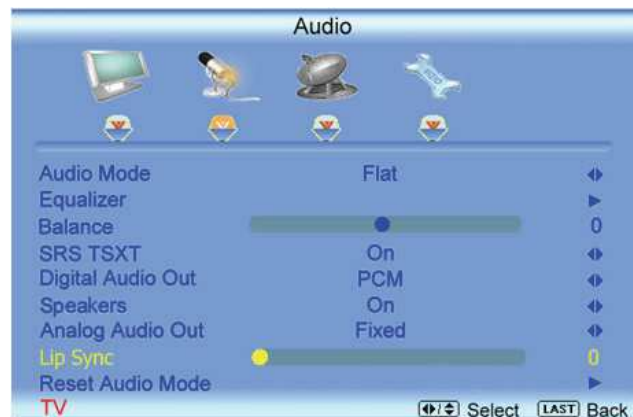 Audio
Audio Mode Flat
Equalizer
Balance 0
SRS TSXT On
Digital Audio Out PCM
Speakers On
Analog Audio Out Fixed
Lip Sync 0
Reset Audio Mode
TV Select LAST Back